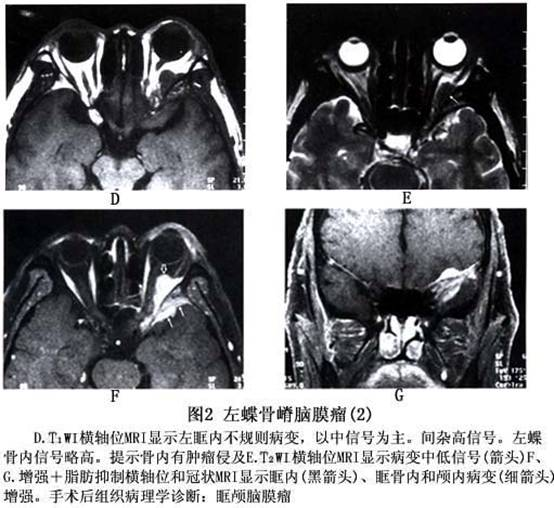 D
E
F
G
图2 左蝶骨嵴脑膜瘤(2)
D.T₁WI横轴位MRI显示左眶内不规则病变，以中信号为主。间杂高信号。左蝶
骨内信号略高。提示骨内有肿瘤侵及E.T₂WI横轴位MRI显示病变中低信号(箭头)F、
G.增强＋脂肪抑制横轴位和冠状MRI显示眶内(黑箭头)、眶骨内和颅内病变(细箭头)
增强。手术后组织病理学诊断：眶颅脑膜瘤